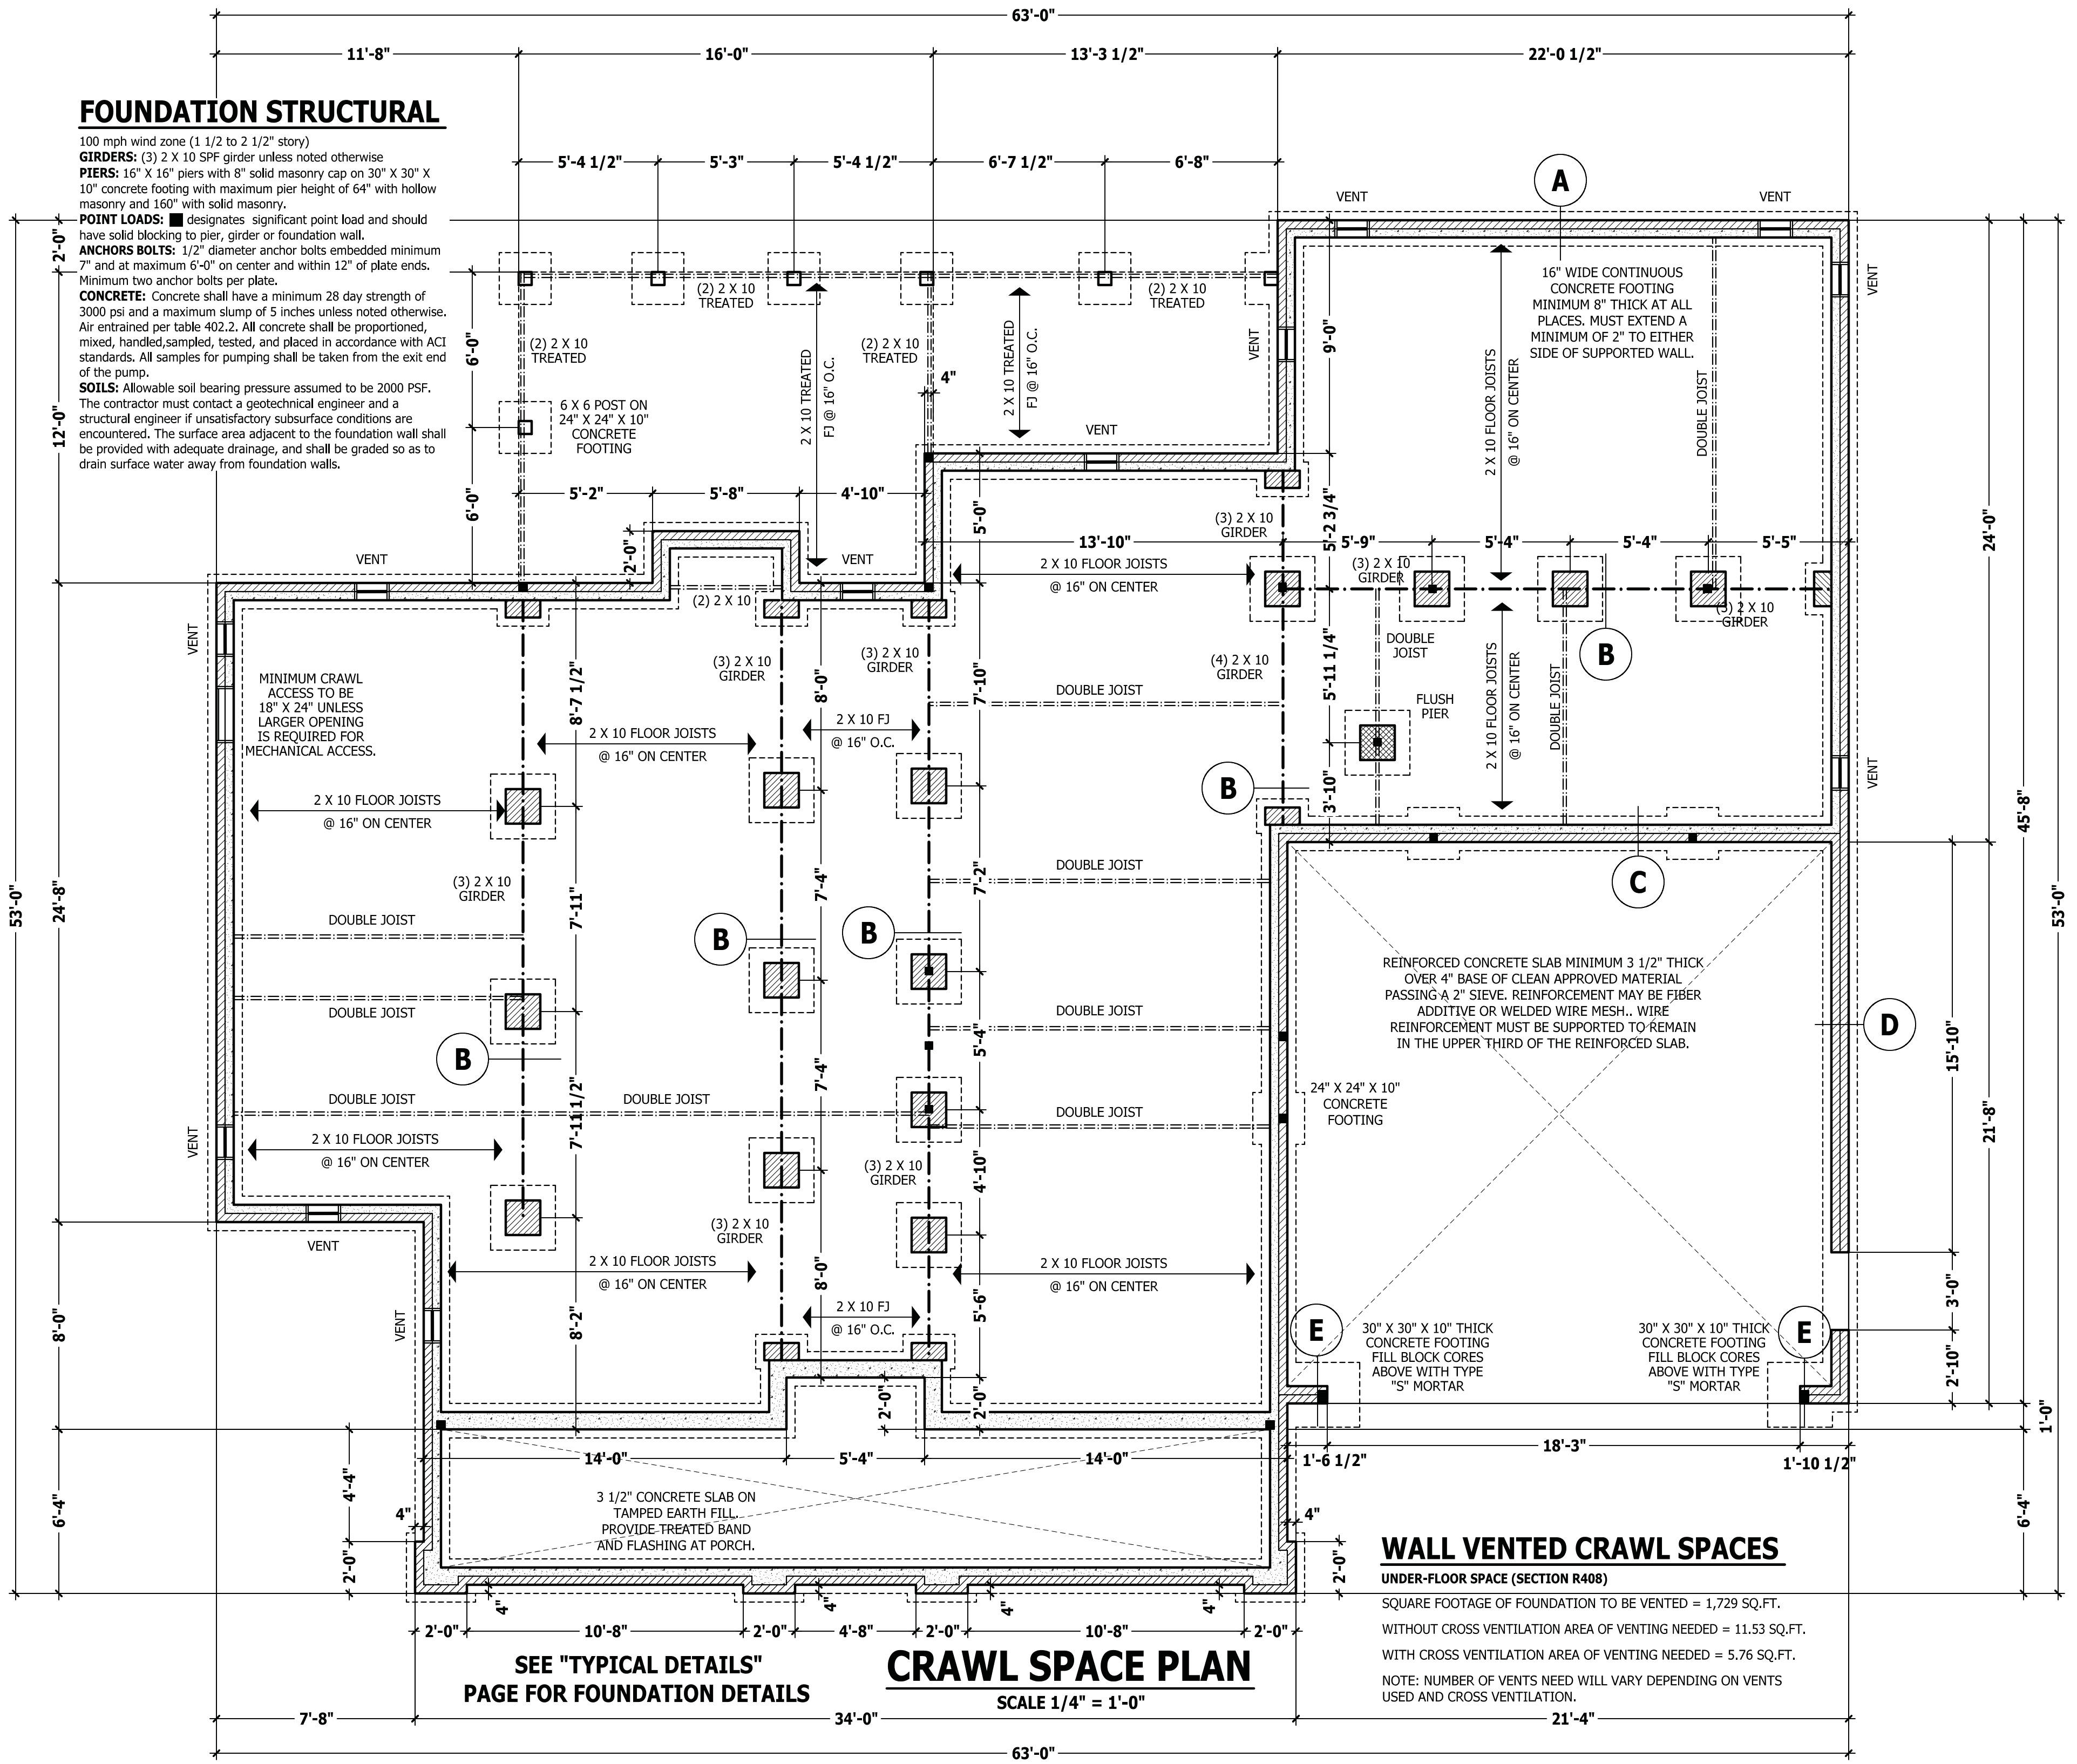 63'-0"
11'-8"
16'-0"
13'-3 1/2"
22'-0 1/2"
FOUNDATION STRUCTURAL
100 mph wind zone (1 1/2 to 2 1/2" story)
GIRDERS: (3) 2 X 10 SPF girder unless noted otherwise
PIERS: 16" X 16" piers with 8" solid masonry cap on 30" X 30" X
10" concrete footing with maximum pier height of 64" with hollow
masonry and 160" with solid masonry.
POINT LOADS: designates significant point load and should
have solid blocking to pier, girder or foundation wall.
ANCHORS BOLTS: 1/2" diameter anchor bolts embedded minimum
7" and at maximum 6'-0" on center and within 12" of plate ends.
Minimum two anchor bolts per plate.
CONCRETE: Concrete shall have a minimum 28 day strength of
3000 psi and a maximum slump of 5 inches unless noted otherwise.
Air entrained per table 402.2. All concrete shall be proportioned,
mixed, handled,sampled, tested, and placed in accordance with ACI
standards. All samples for pumping shall be taken from the exit end
of the pump.
SOILS: Allowable soil bearing pressure assumed to be 2000 PSF.
The contractor must contact a geotechnical engineer and a
structural engineer if unsatisfactory subsurface conditions are
encountered. The surface area adjacent to the foundation wall shall
be provided with adequate drainage, and shall be graded so as to
drain surface water away from foundation walls.
5'-4 1/2"
5'-3"
5'-4 1/2"
6'-7 1/2"
6'-8"
A
VENT
VENT
2'-0"
12'-0"
53'-0"
24'-8"
8'-0"
6'-4"
6'-0"
6'-0"
(2) 2 X 10
TREATED
(2) 2 X 10
TREATED
(2) 2 X 10
TREATED
(2) 2 X 10
TREATED
2 X 10 TREATED
FJ @ 16" O.C.
2 X 10 TREATED
FJ @ 16" O.C.
4"
6 X 6 POST ON
24" X 24" X 10"
CONCRETE
FOOTING
VENT
VENT
9'-0"
16" WIDE CONTINUOUS
CONCRETE FOOTING
MINIMUM 8" THICK AT ALL
PLACES. MUST EXTEND A
MINIMUM OF 2" TO EITHER
SIDE OF SUPPORTED WALL.
2 X 10 FLOOR JOISTS
@ 16" ON CENTER
DOUBLE JOIST
VENT
5'-2"
5'-8"
4'-10"
2'-0"
VENT
VENT
(2) 2 X 10
5'-0"
13'-10"
2 X 10 FLOOR JOISTS
@ 16" ON CENTER
(3) 2 X 10
GIRDER
5'-2 3/4"
5'-9"
5'-4"
5'-4"
5'-5"
(3) 2 X 10
GIRDER
(3) 2 X 10
GIRDER
24'-0"
45'-8"
53'-0"
VENT
MINIMUM CRAWL
ACCESS TO BE
18" X 24" UNLESS
LARGER OPENING
IS REQUIRED FOR
MECHANICAL ACCESS.
8'-7 1/2"
(3) 2 X 10
GIRDER
8'-0"
(3) 2 X 10
GIRDER
7'-10"
DOUBLE JOIST
(4) 2 X 10
GIRDER
5'-11 1/4"
DOUBLE
JOIST
FLUSH
PIER
B
2 X 10 FLOOR JOISTS
@ 16" ON CENTER
DOUBLE JOIST
VENT
2 X 10 FLOOR JOISTS
@ 16" ON CENTER
2 X 10 FJ
@ 16" O.C.
2 X 10 FLOOR JOISTS
@ 16" ON CENTER
B
3'-10"
(3) 2 X 10
GIRDER
7'-11"
7'-4"
7'-2"
DOUBLE JOIST
C
DOUBLE JOIST
B
B
DOUBLE JOIST
DOUBLE JOIST
B
5'-4"
7'-4"
7'-11 1/2"
REINFORCED CONCRETE SLAB MINIMUM 3 1/2" THICK
OVER 4" BASE OF CLEAN APPROVED MATERIAL
PASSING A 2" SIEVE. REINFORCEMENT MAY BE FIBER
ADDITIVE OR WELDED WIRE MESH.. WIRE
REINFORCEMENT MUST BE SUPPORTED TO REMAIN
IN THE UPPER THIRD OF THE REINFORCED SLAB.
D
15'-10"
21'-8"
DOUBLE JOIST
DOUBLE JOIST
DOUBLE JOIST
24" X 24" X 10"
CONCRETE
FOOTING
VENT
2 X 10 FLOOR JOISTS
@ 16" ON CENTER
(3) 2 X 10
GIRDER
4'-10"
VENT
(3) 2 X 10
GIRDER
2 X 10 FLOOR JOISTS
@ 16" ON CENTER
8'-0"
2 X 10 FLOOR JOISTS
@ 16" ON CENTER
VENT
8'-2"
2 X 10 FJ
@ 16" O.C.
5'-6"
E
30" X 30" X 10" THICK
CONCRETE FOOTING
FILL BLOCK CORES
ABOVE WITH TYPE
"S" MORTAR
30" X 30" X 10" THICK
CONCRETE FOOTING
FILL BLOCK CORES
ABOVE WITH TYPE
"S" MORTAR
E
3'-0"
2'-10"
1'-0"
2'-0"
2'-0"
14'-0"
5'-4"
14'-0"
1'-6 1/2"
18'-3"
1'-10 1/2"
4'-4"
4"
2'-0"
3 1/2" CONCRETE SLAB ON
TAMPED EARTH FILL.
PROVIDE TREATED BAND
AND FLASHING AT PORCH.
4"
2'-0"
6'-4"
4"
4"
4"
4"
2'-0"
10'-8"
2'-0"
4'-8"
2'-0"
10'-8"
2'-0"
WALL VENTED CRAWL SPACES
UNDER-FLOOR SPACE (SECTION R408)
SQUARE FOOTAGE OF FOUNDATION TO BE VENTED = 1,729 SQ.FT.
WITHOUT CROSS VENTILATION AREA OF VENTING NEEDED = 11.53 SQ.FT.
WITH CROSS VENTILATION AREA OF VENTING NEEDED = 5.76 SQ.FT.
NOTE: NUMBER OF VENTS NEED WILL VARY DEPENDING ON VENTS
USED AND CROSS VENTILATION.
SEE "TYPICAL DETAILS"
PAGE FOR FOUNDATION DETAILS
CRAWL SPACE PLAN
SCALE 1/4" = 1'-0"
7'-8"
34'-0"
21'-4"
63'-0"